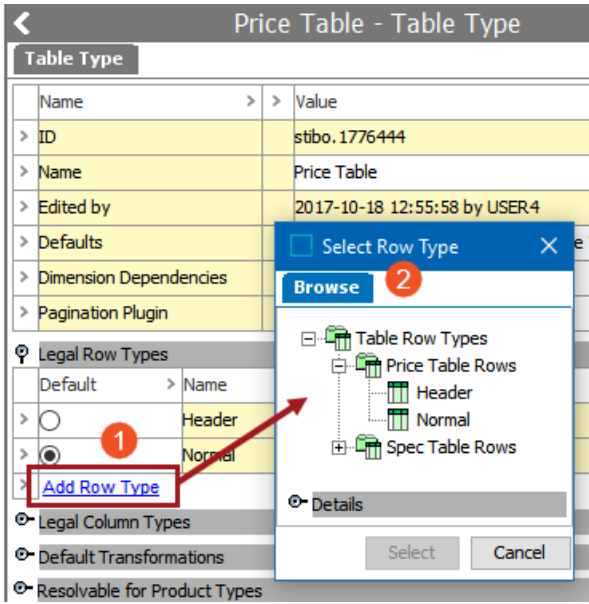 Price Table - Table Type
Table Type
Name > > Value
> ID stibo.1776444
> Name Price Table
> Edited by 2017-10-18 12:55:58 by USER4
> Defaults
> Dimension Dependencies
> Pagination Plugin
Select Row Type
Browse 2
Table Row Types
Price Table Rows
Header
Normal
Spec Table Rows
Details
Select Cancel
Legal Row Types
Default > Name
> Header
1
> Normal
> Add Row Type
Legal Column Types
Default Transformations
Resolvable for Product Types